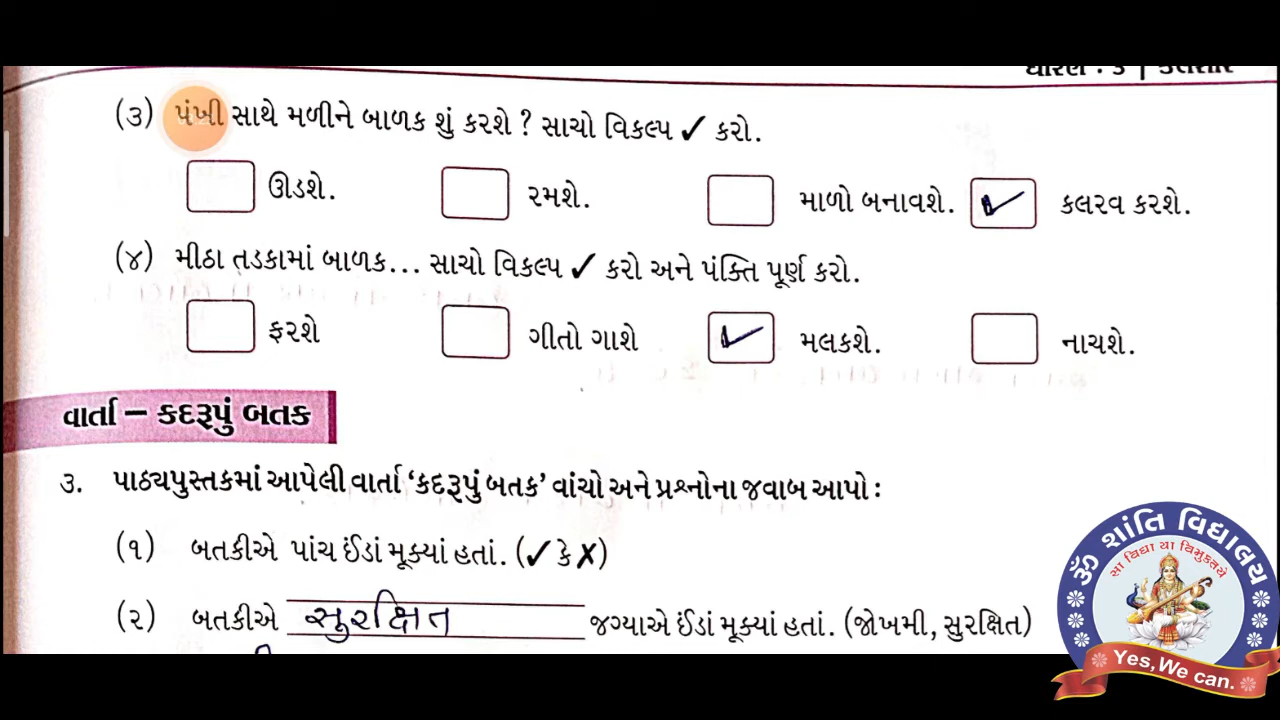 (૩) પંખી સાથે મળીને બાળક શું કરશે ? સાચો વિકલ્પ ✓ કરો.
ઊડશે. રમશે. માળો બનાવશે. ✓ કલરવ કરશે.
(૪) મીઠા તડકામાં બાળક... સાચો વિકલ્પ ✓ કરો અને પંક્તિ પૂર્ણ કરો.
ફરશે ગીતો ગાશે ✓ મલકશે. નાચશે.
વાર્તા – કદરૂપું બતક
૩. પાઠ્યપુસ્તકમાં આપેલી વાર્તા ‘કદરૂપું બતક’ વાંચો અને પ્રશ્નોના જવાબ આપો :
(૧) બતકીએ પાંચ ઈંડાં મૂક્યાં હતાં. (✓ કે ✗)
(૨) બતકીએ સુરક્ષિત જગ્યાએ ઈંડાં મૂક્યાં હતાં. (જોખમી, સુરક્ષિત)
ૐ શાંતિ વિદ્યાલય
સા વિદ્યા યા વિમુક્તયે
Yes, We can.